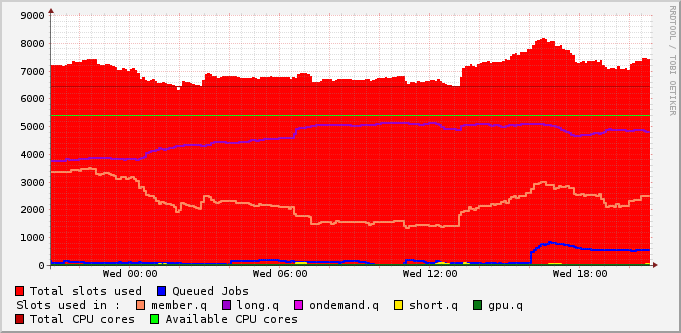 RRDTOOL / TOBI OETIKER
9000
8000
7000
6000
5000
4000
3000
2000
1000
0
Wed 00:00 Wed 06:00 Wed 12:00 Wed 18:00
Total slots used Queued Jobs
Slots used in : member.q long.q ondemand.q short.q gpu.q
Total CPU cores Available CPU cores